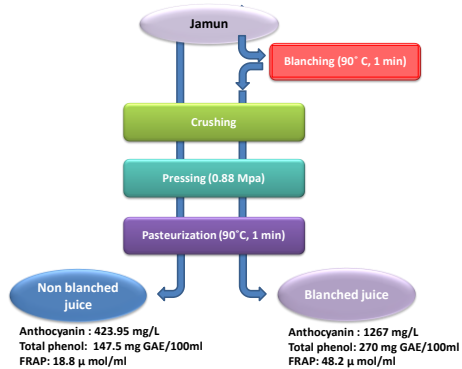 Jamun
Blanching (90˚ C, 1 min)
Crushing
Pressing (0.88 Mpa)
Pasteurization (90˚C, 1 min)
Non blanched
juice
Anthocyanin : 423.95 mg/L
Total phenol: 147.5 mg GAE/100ml
FRAP: 18.8 µ mol/ml
Blanched juice
Anthocyanin : 1267 mg/L
Total phenol: 270 mg GAE/100ml
FRAP: 48.2 µ mol/ml